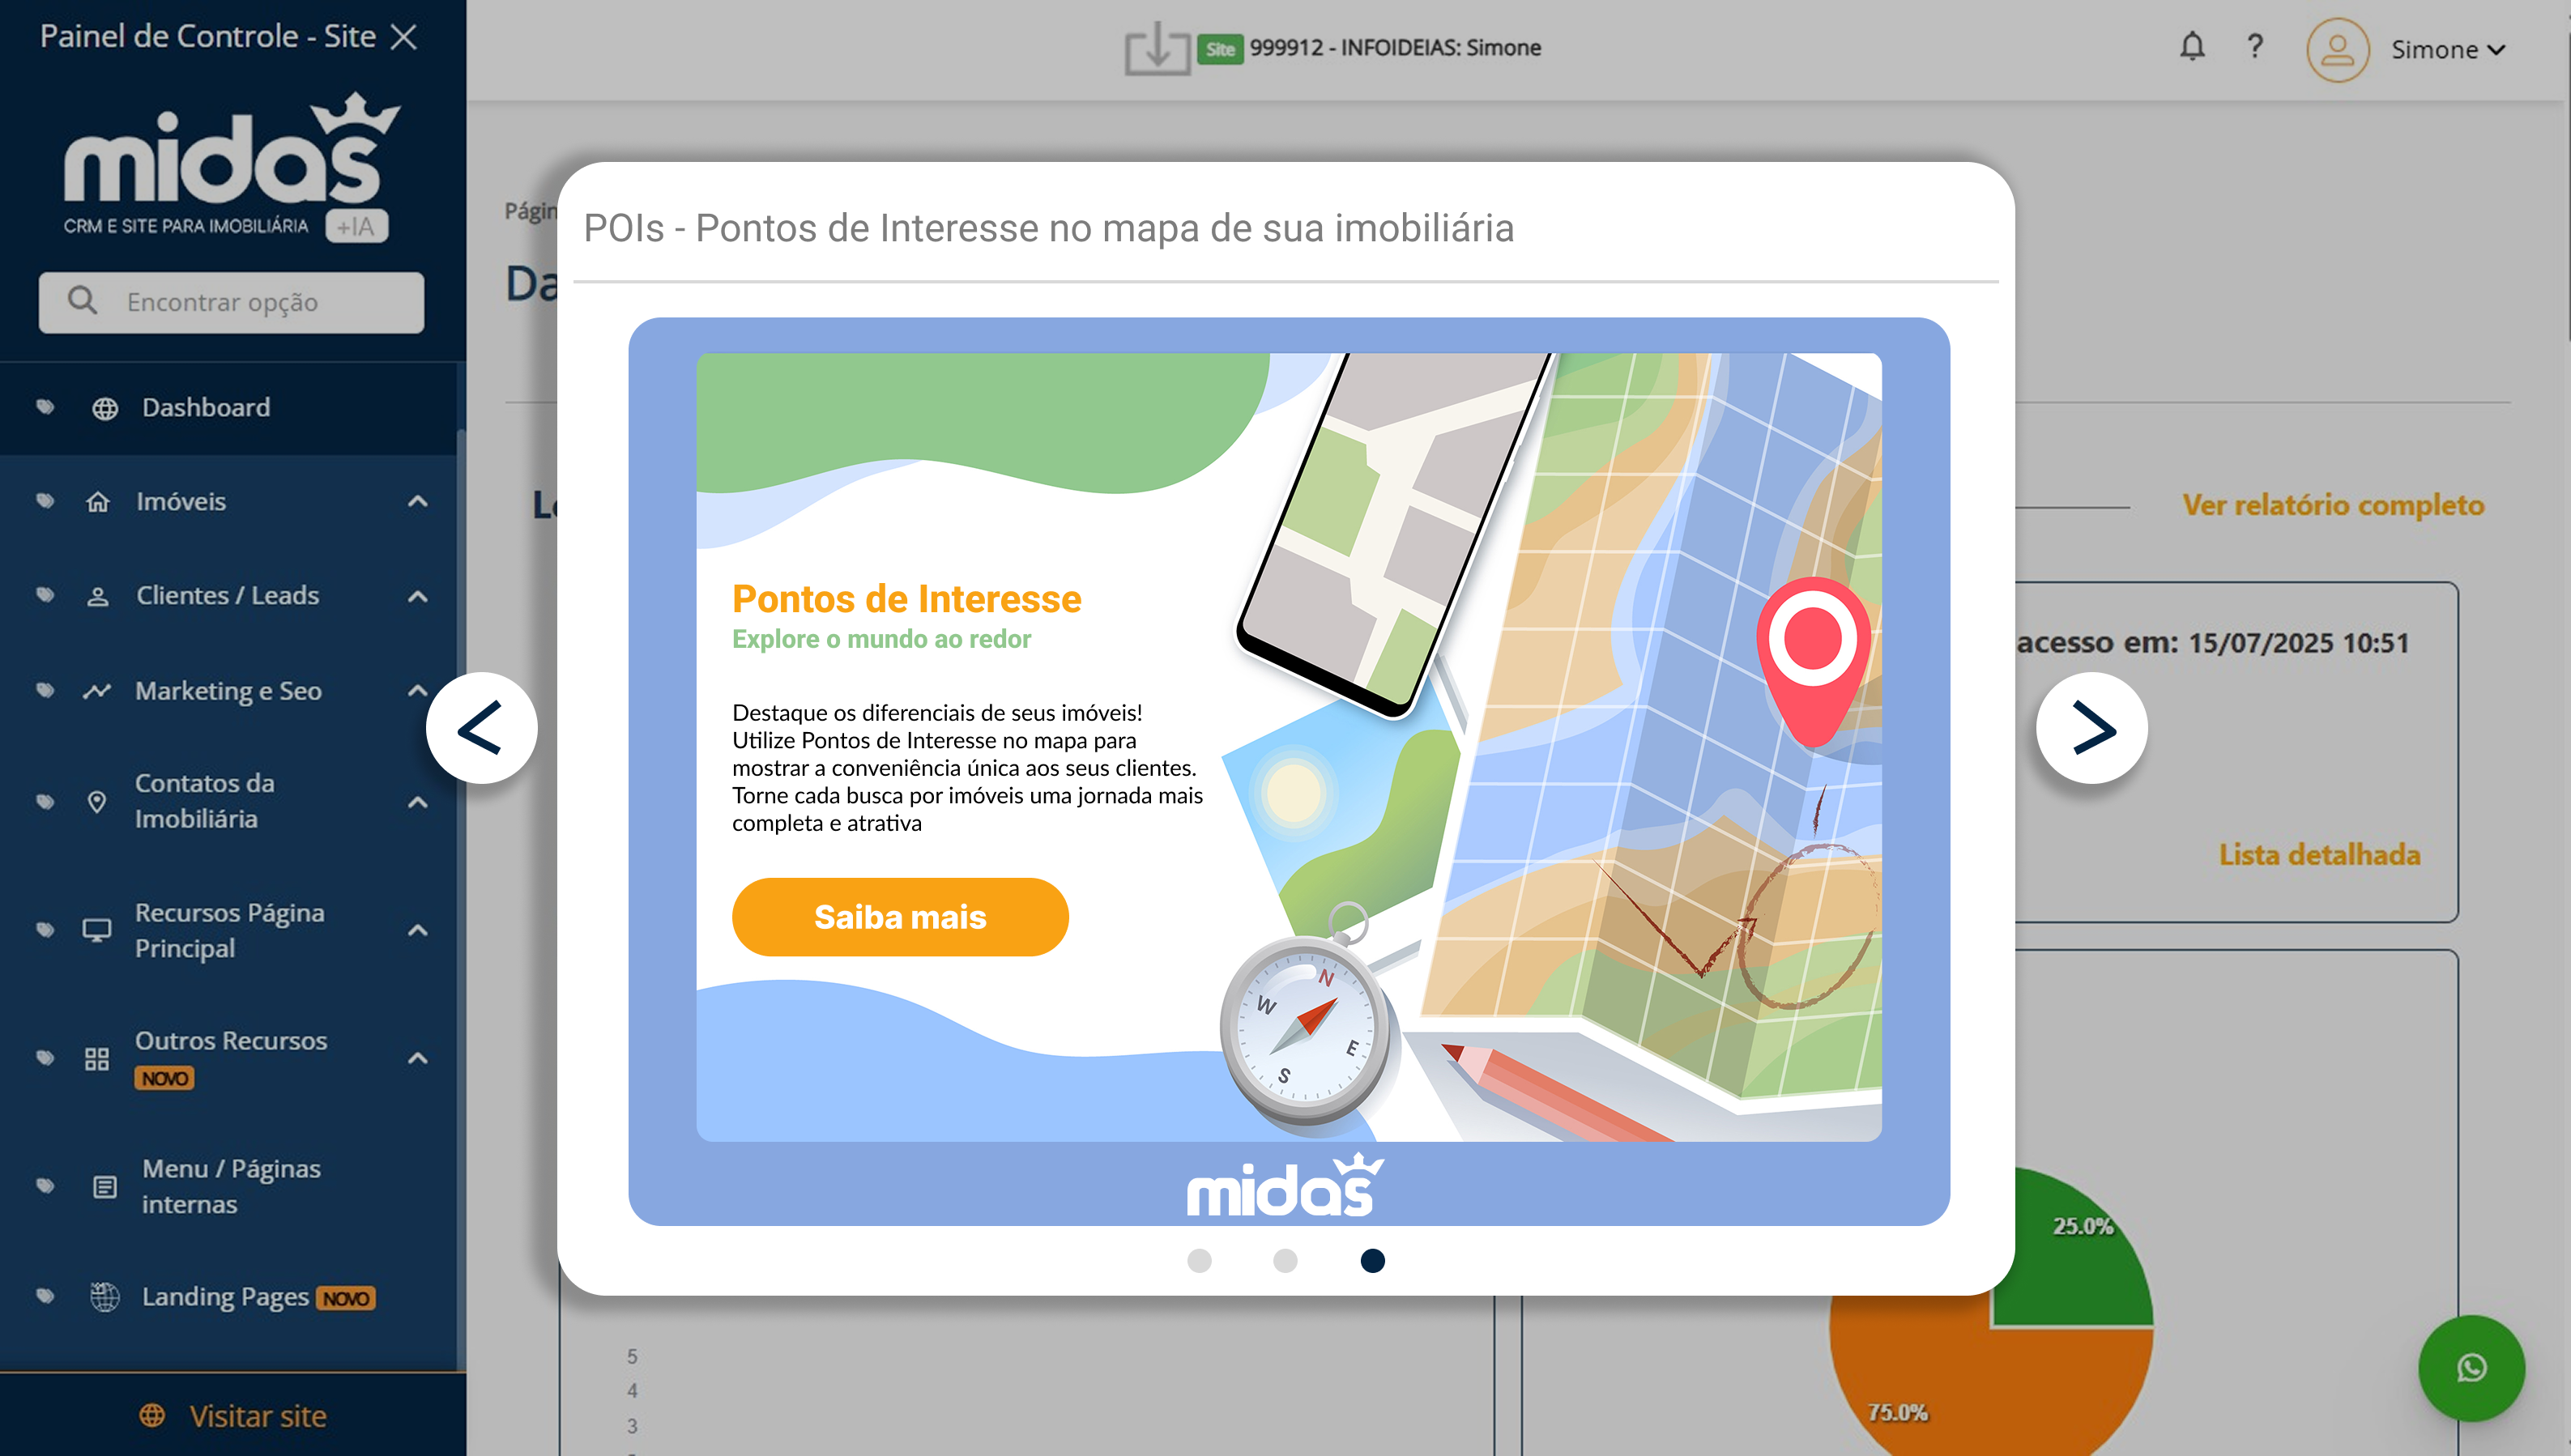 Painel de Controle - Site
midas
CRM E SITE PARA IMOBILIÁRIA +IA
Encontrar opção
Dashboard
Imóveis
Clientes / Leads
Marketing e Seo
Contatos da
Imobiliária
Recursos Página
Principal
Outros Recursos
NOVO
Menu / Páginas
internas
Landing Pages NOVO
Visitar site
Site 999912 - INFOIDEIAS: Simone
?
Simone
POIs - Pontos de Interesse no mapa de sua imobiliária
Pontos de Interesse
Explore o mundo ao redor
Destaque os diferenciais de seus imóveis!
Utilize Pontos de Interesse no mapa para
mostrar a conveniência única aos seus clientes.
Torne cada busca por imóveis uma jornada mais
completa e atrativa
Saiba mais
N
W
E
S
midas
Ver relatório completo
acesso em: 15/07/2025 10:51
Lista detalhada
25.0%
75.0%
5
4
3